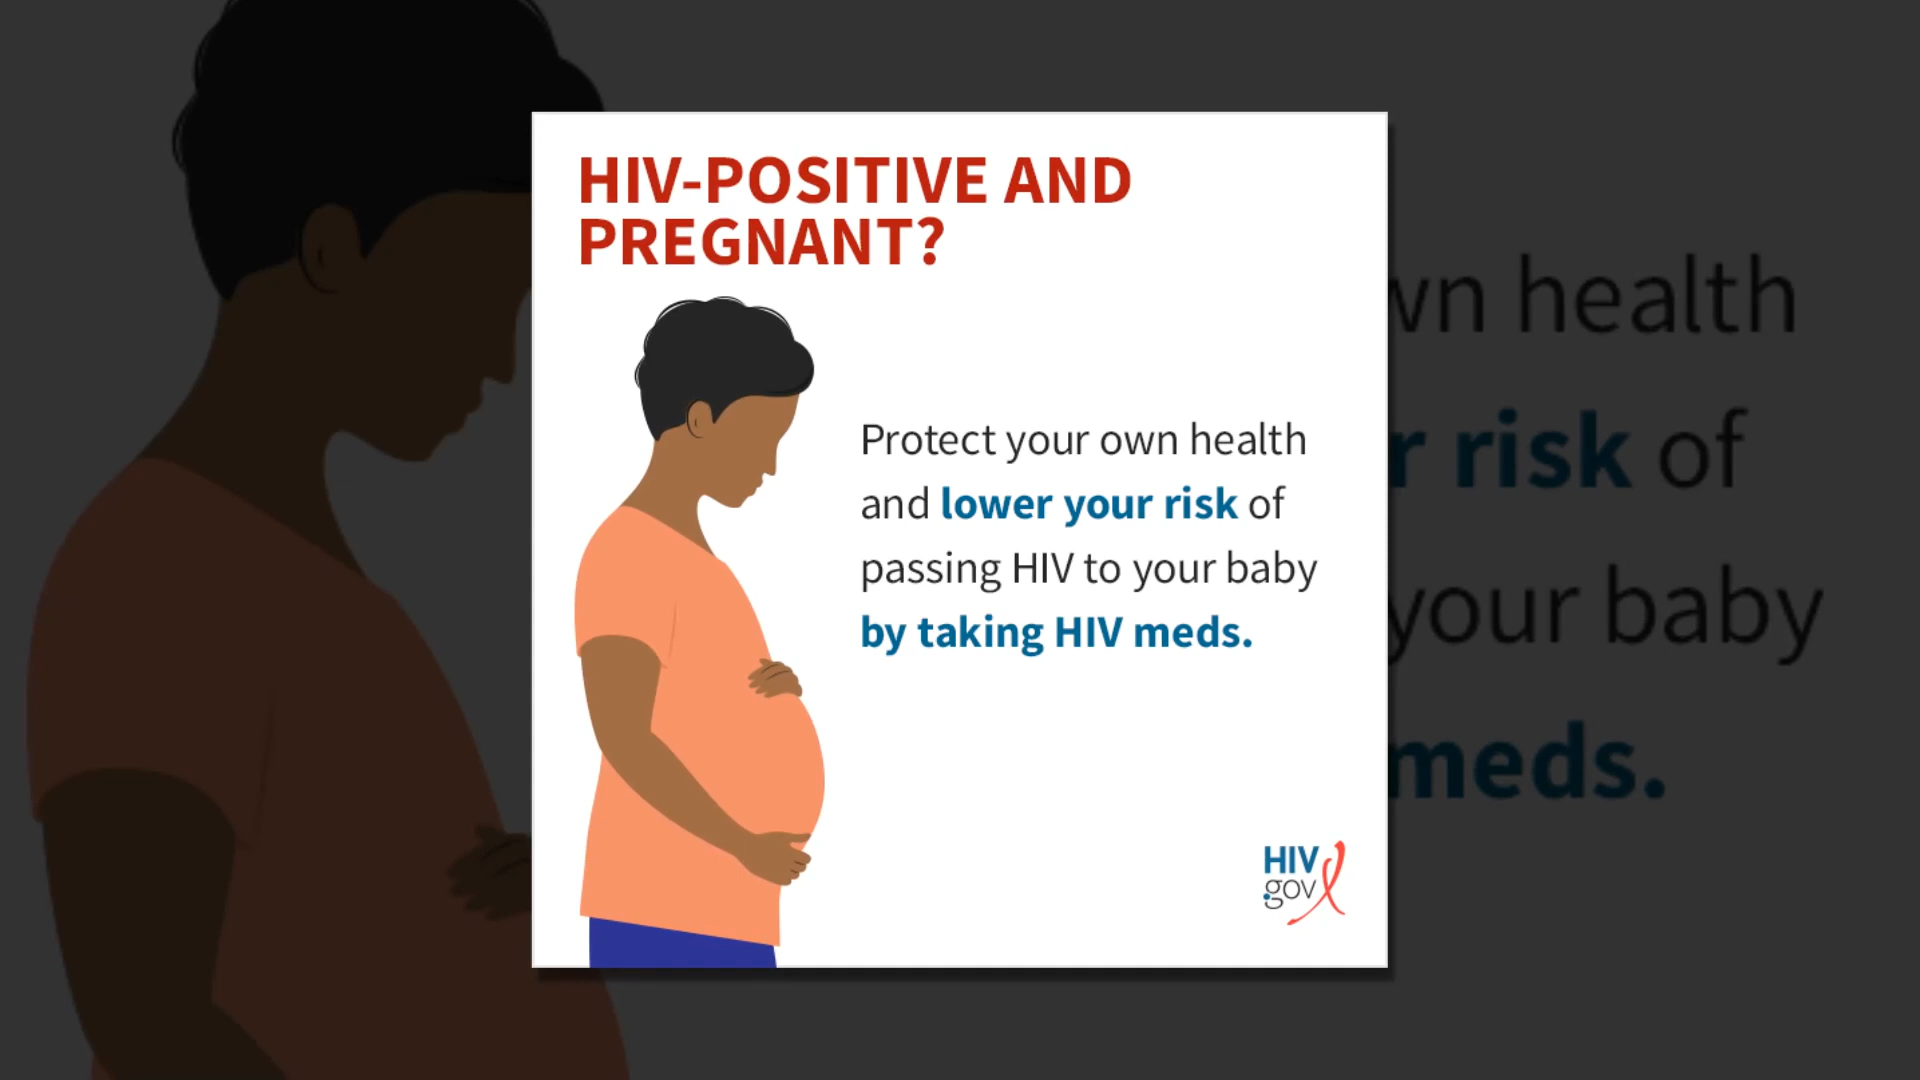 HIV-POSITIVE AND
PREGNANT?
Protect your own health
and lower your risk of
passing HIV to your baby
by taking HIV meds.
HIV
.gov
wn health
r risk of
your baby
meds.